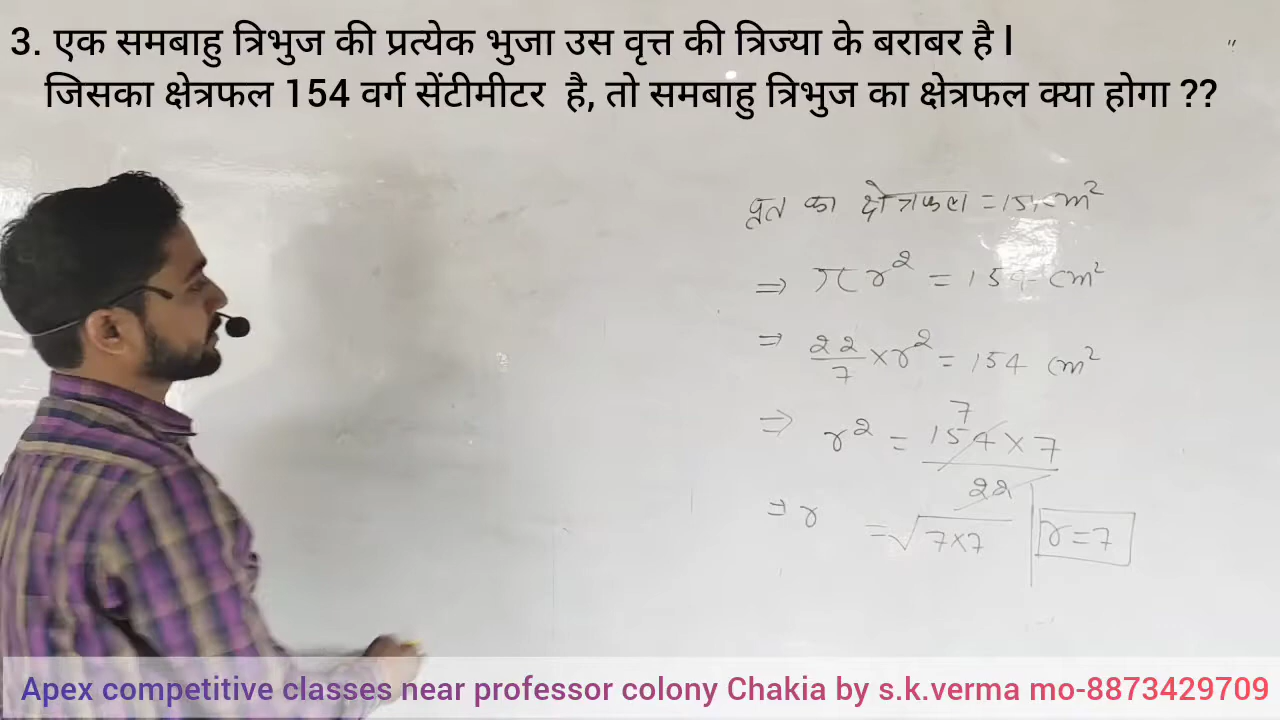 3. एक समबाहु त्रिभुज की प्रत्येक भुजा उस वृत्त की त्रिज्या के बराबर है l
जिसका क्षेत्रफल 154 वर्ग सेंटीमीटर है, तो समबाहु त्रिभुज का क्षेत्रफल क्या होगा ??
वृत का क्षेत्रफल = 154 cm²
⇒ πr² = 154 cm²
⇒ 22/7 × r² = 154 cm²
7
⇒ r² = 154 × 7
22
⇒ r = √7×7 | r = 7
Apex competitive classes near professor colony Chakia by s.k.verma mo-8873429709